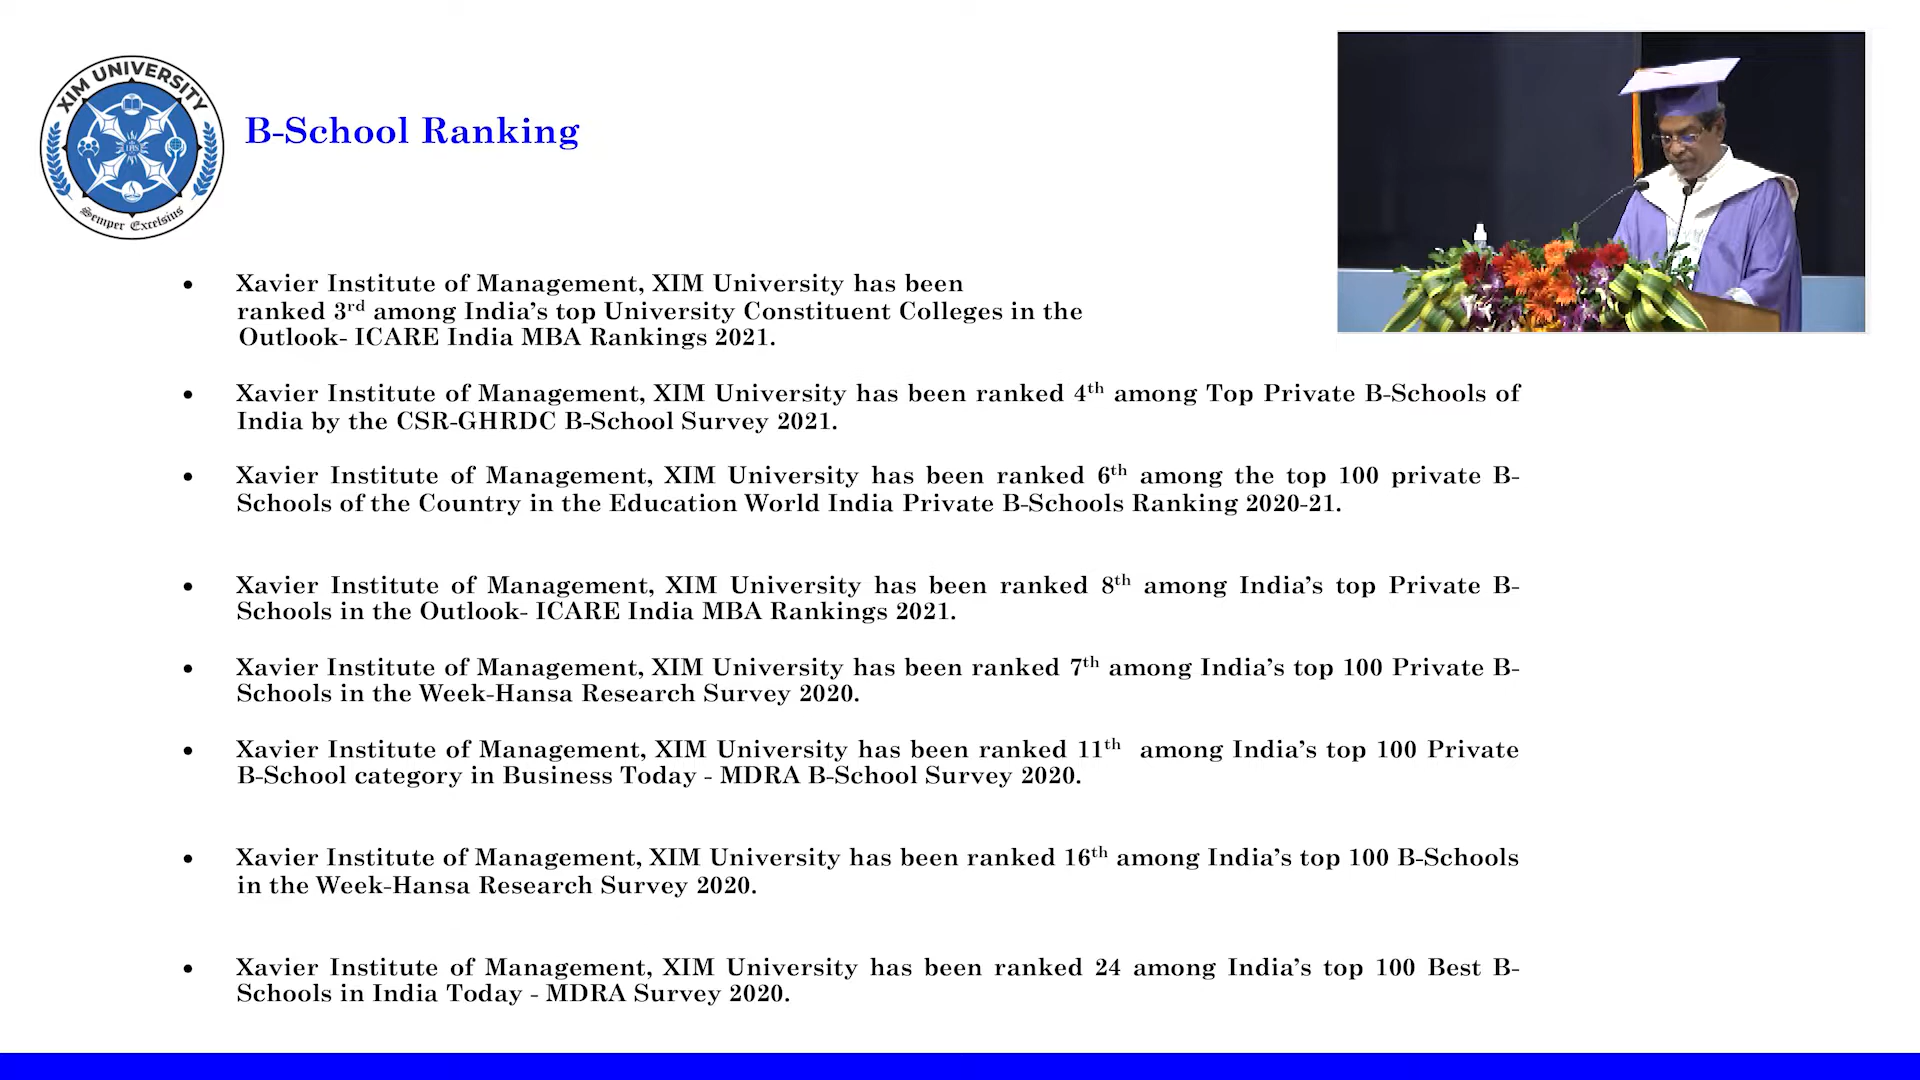 XIM UNIVERSITY
IHS
Semper Excelsius
B-School Ranking
• Xavier Institute of Management, XIM University has been
ranked 3rd among India’s top University Constituent Colleges in the
Outlook- ICARE India MBA Rankings 2021.
• Xavier Institute of Management, XIM University has been ranked 4th among Top Private B-Schools of
India by the CSR-GHRDC B-School Survey 2021.
• Xavier Institute of Management, XIM University has been ranked 6th among the top 100 private B-
Schools of the Country in the Education World India Private B-Schools Ranking 2020-21.
• Xavier Institute of Management, XIM University has been ranked 8th among India’s top Private B-
Schools in the Outlook- ICARE India MBA Rankings 2021.
• Xavier Institute of Management, XIM University has been ranked 7th among India’s top 100 Private B-
Schools in the Week-Hansa Research Survey 2020.
• Xavier Institute of Management, XIM University has been ranked 11th among India’s top 100 Private
B-School category in Business Today - MDRA B-School Survey 2020.
• Xavier Institute of Management, XIM University has been ranked 16th among India’s top 100 B-Schools
in the Week-Hansa Research Survey 2020.
• Xavier Institute of Management, XIM University has been ranked 24 among India’s top 100 Best B-
Schools in India Today - MDRA Survey 2020.